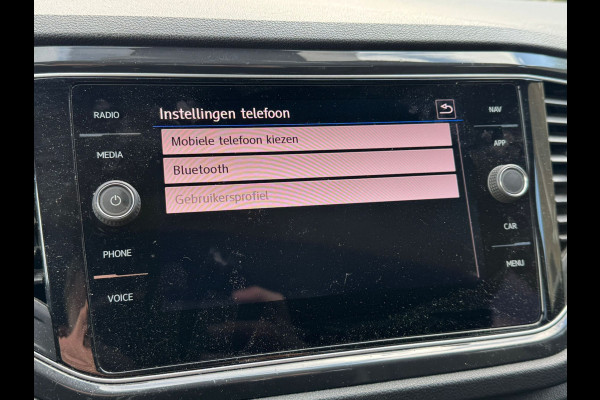 RADIO
Instellingen telefoon
NAV
Mobiele telefoon kiezen
APP
MEDIA
Bluetooth
Gebruikersprofiel
CAR
PHONE
MENU
VOICE